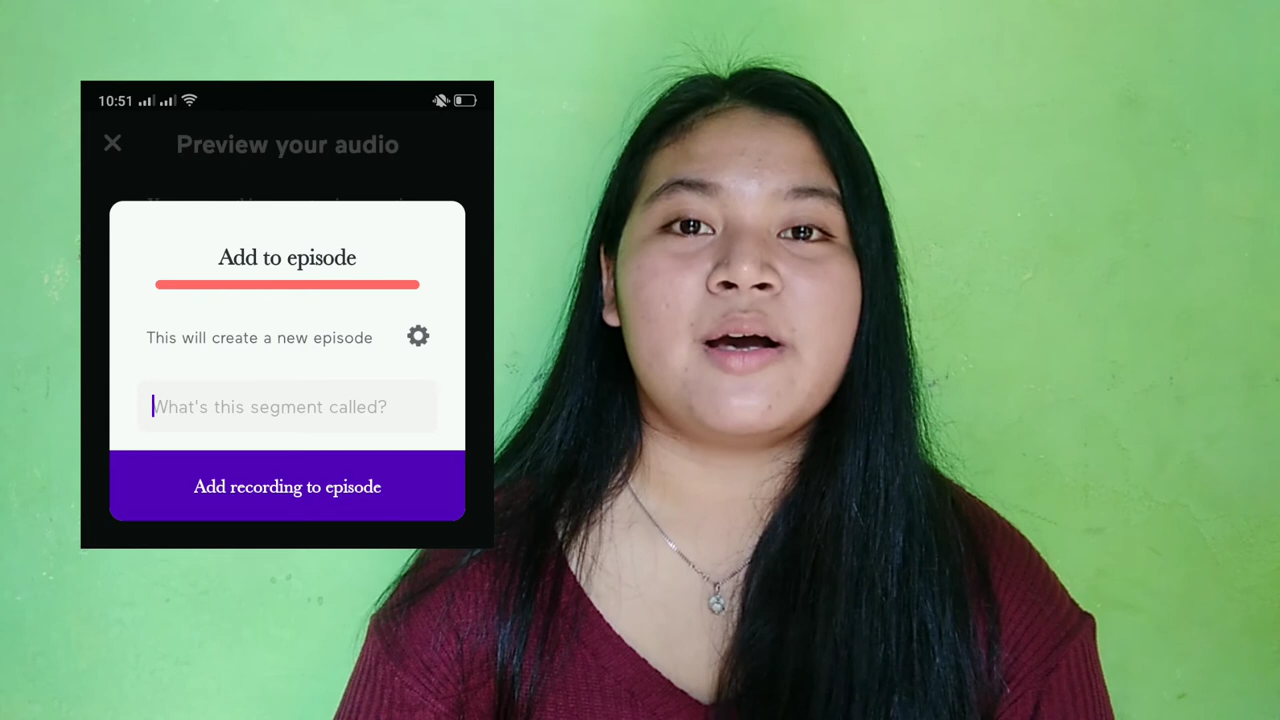 10:51
Preview your audio
Add to episode
This will create a new episode
What's this segment called?
Add recording to episode